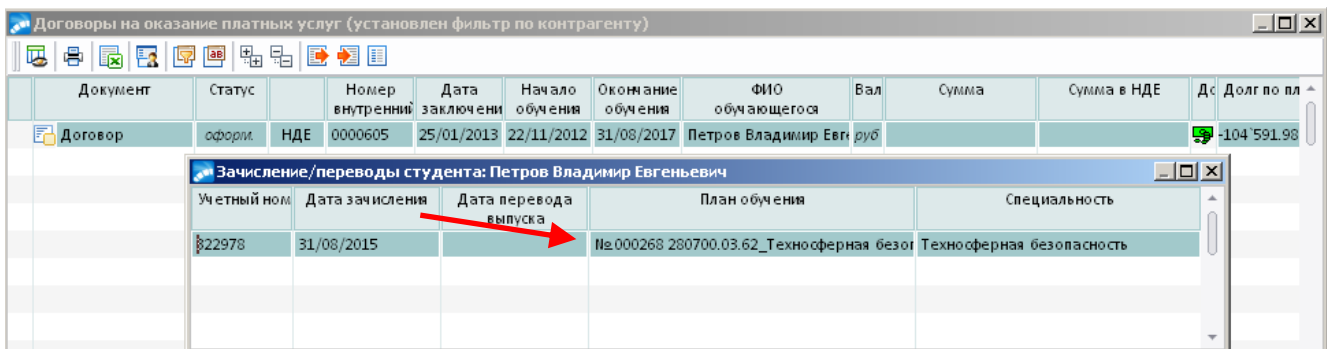 Договоры на оказание платных услуг (установлен фильтр по контрагенту)
Документ Статус Номер внутренний Дата заключени Начало обучения Окончание обучения ФИО обучающегося Вал Сумма Сумма в НДЕ До Долг по пл
Договор оформ. НДЕ 0000605 25/01/2013 22/11/2012 31/08/2017 Петров Владимир Евге руб -104`591.98
Зачисление/переводы студента: Петров Владимир Евгеньевич
Учетный ном Дата зачисления Дата перевода выпуска План обучения Специальность
322978 31/08/2015 №000268 280700.03.62_Техносферная безоп Техносферная безопасность